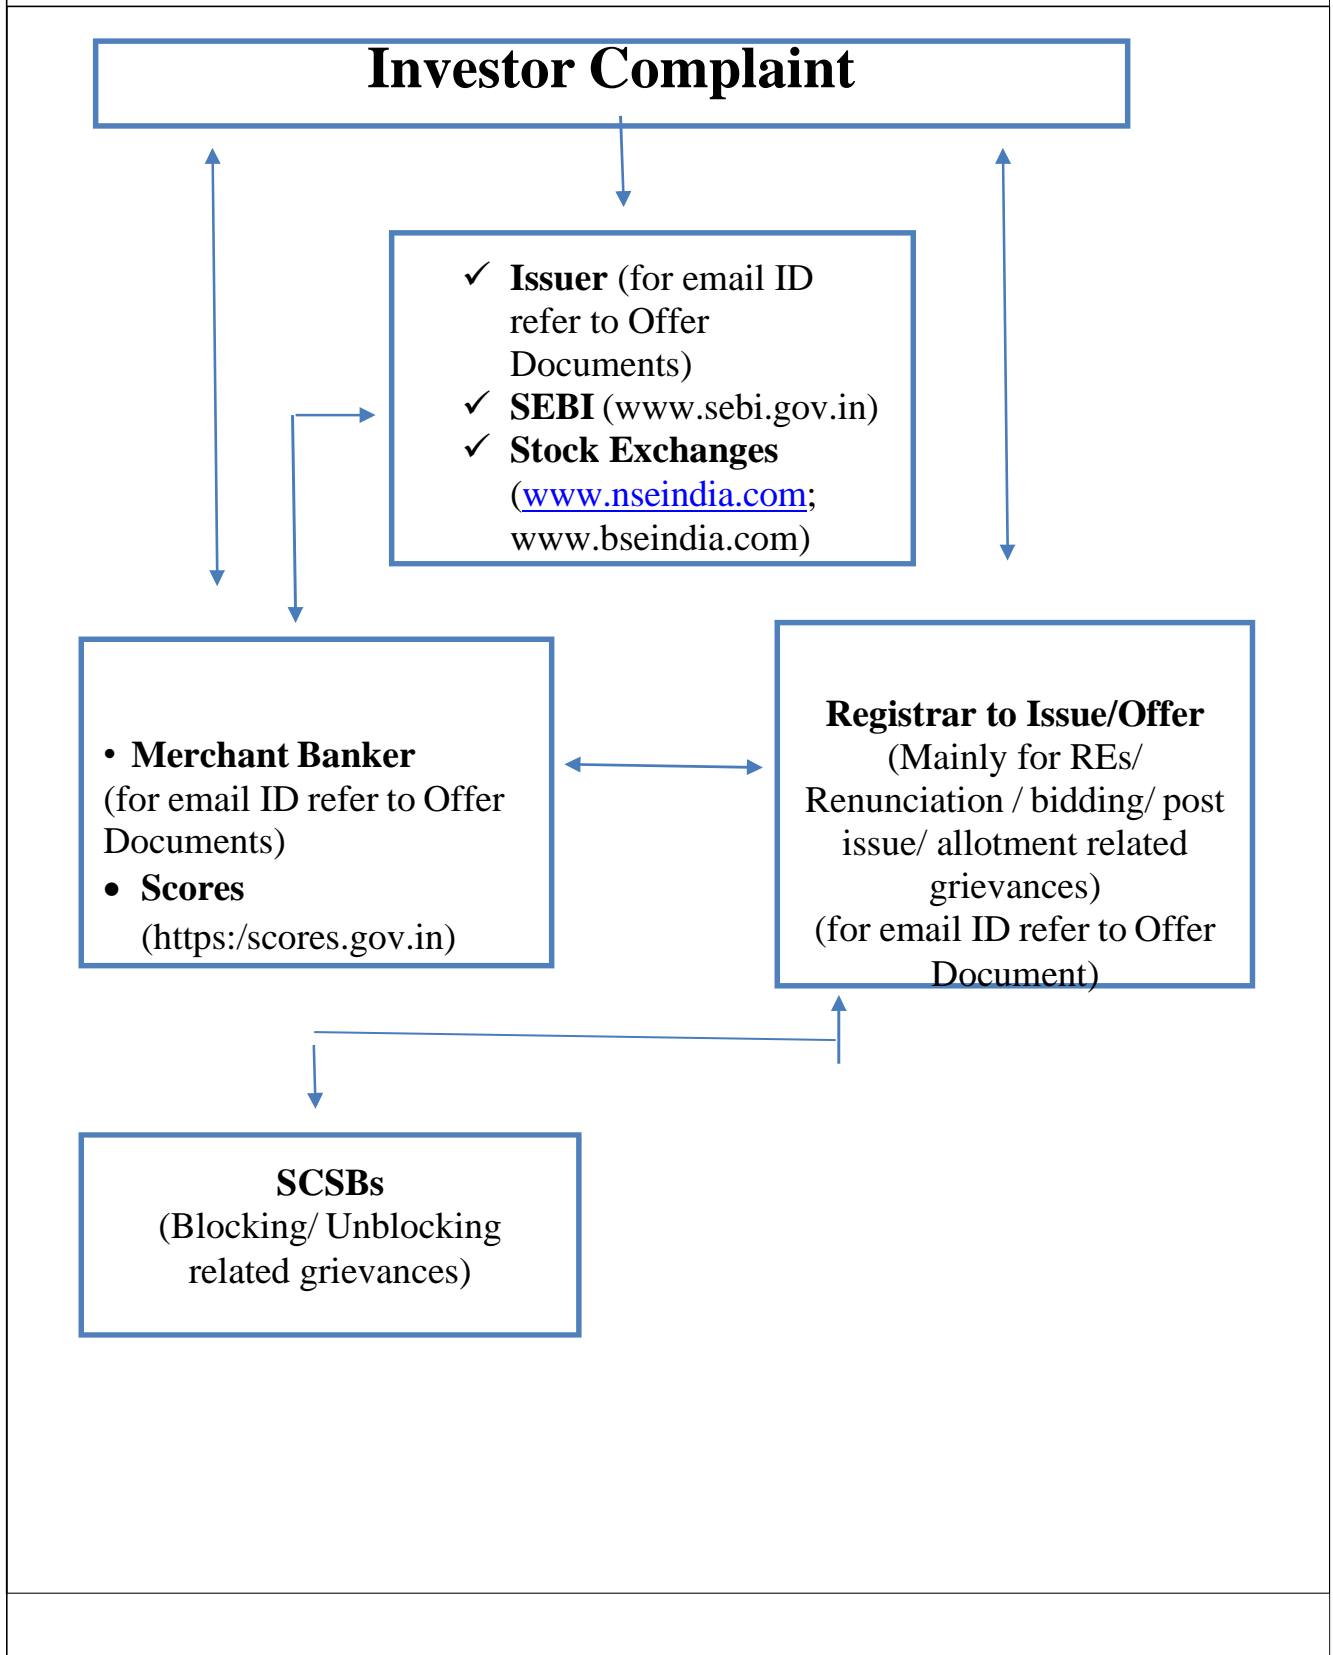 Investor Complaint
✓ Issuer (for email ID
refer to Offer
Documents)
✓ SEBI (www.sebi.gov.in)
✓ Stock Exchanges
(www.nseindia.com;
www.bseindia.com)
• Merchant Banker
(for email ID refer to Offer
Documents)
• Scores
(https:/scores.gov.in)
Registrar to Issue/Offer
(Mainly for REs/
Renunciation / bidding/ post
issue/ allotment related
grievances)
(for email ID refer to Offer
Document)
SCSBs
(Blocking/ Unblocking
related grievances)